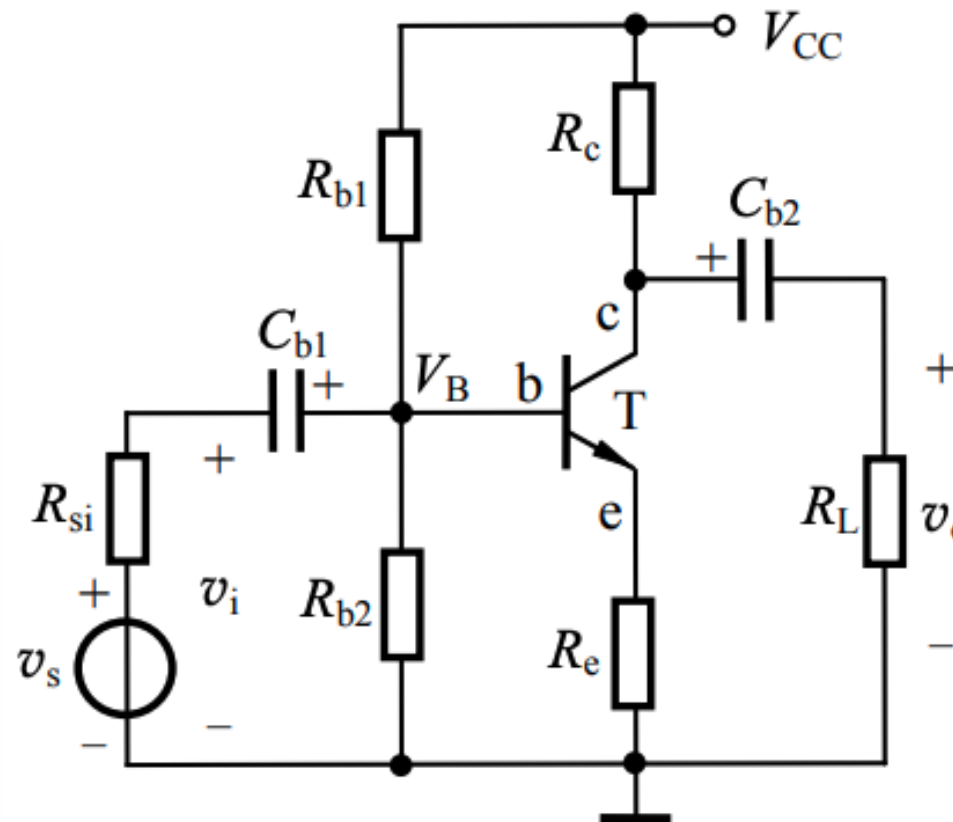 V_CC
R_c
R_b1
C_b2
+
c
C_b1
+
V_B
b
T
+
+
e
R_si
R_L
v
+
v_i
R_b2
R_e
v_s
−
−
−